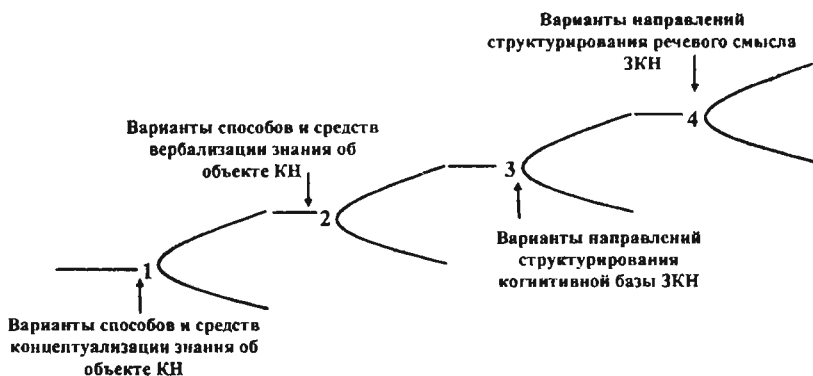 Варианты направлений
структурирования речевого смысла
ЗКН
4
Варианты способов и средств
вербализации знания об
объекте КН
3
2
Варианты направлений
структурирования
когнитивной базы ЗКН
1
Варианты способов и средств
концептуализации знания об
объекте КН